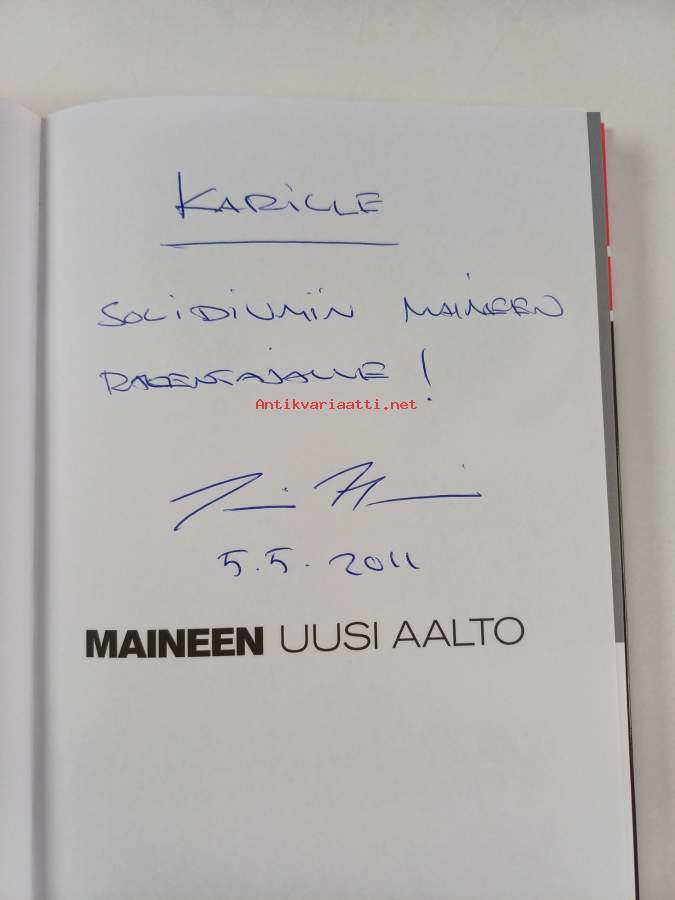 KARILLE
SOLIDIUMIN MAINEEN
RAKENTAJALLE!
Antikvariaatti.net
5.5. 2011
MAINEEN UUSI AALTO